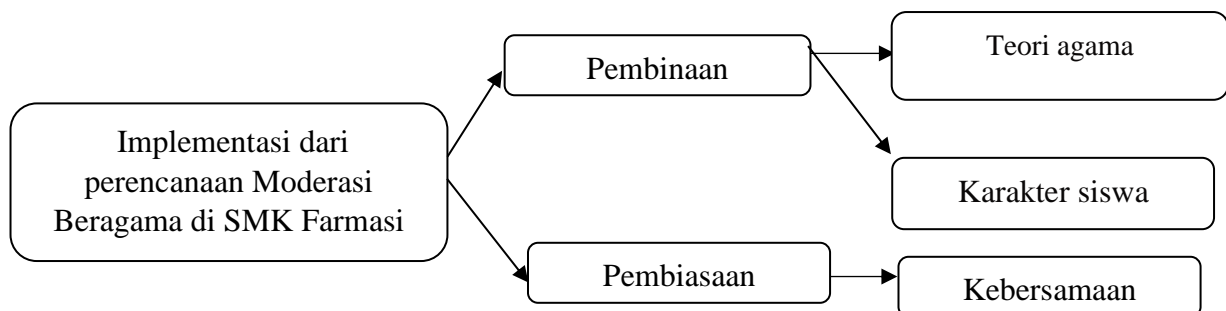 Implementasi dari
perencanaan Moderasi
Beragama di SMK Farmasi
Pembinaan
Teori agama
Karakter siswa
Pembiasaan
Kebersamaan